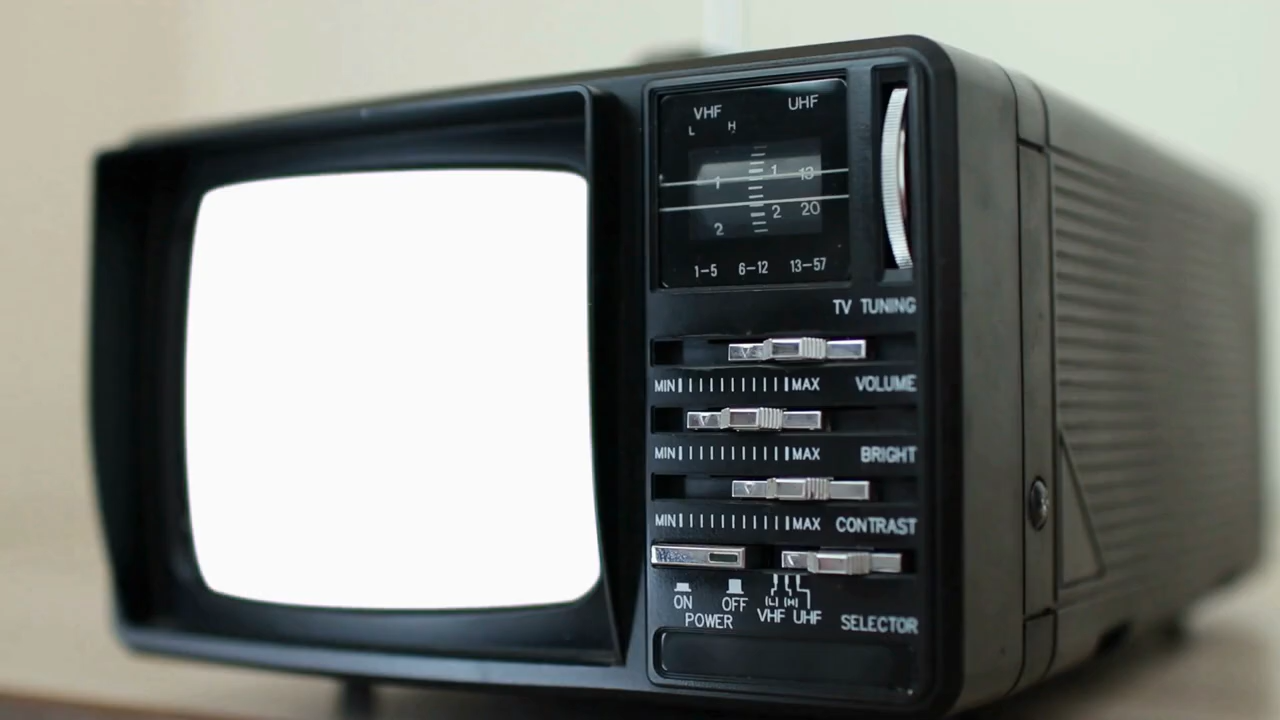 VHF UHF
L H
1 1 13
2 2 20
1-5 6-12 13-57
TV TUNING
MIN MAX VOLUME
MIN MAX BRIGHT
MIN MAX CONTRAST
ON OFF (L) (H)
POWER VHF UHF SELECTOR